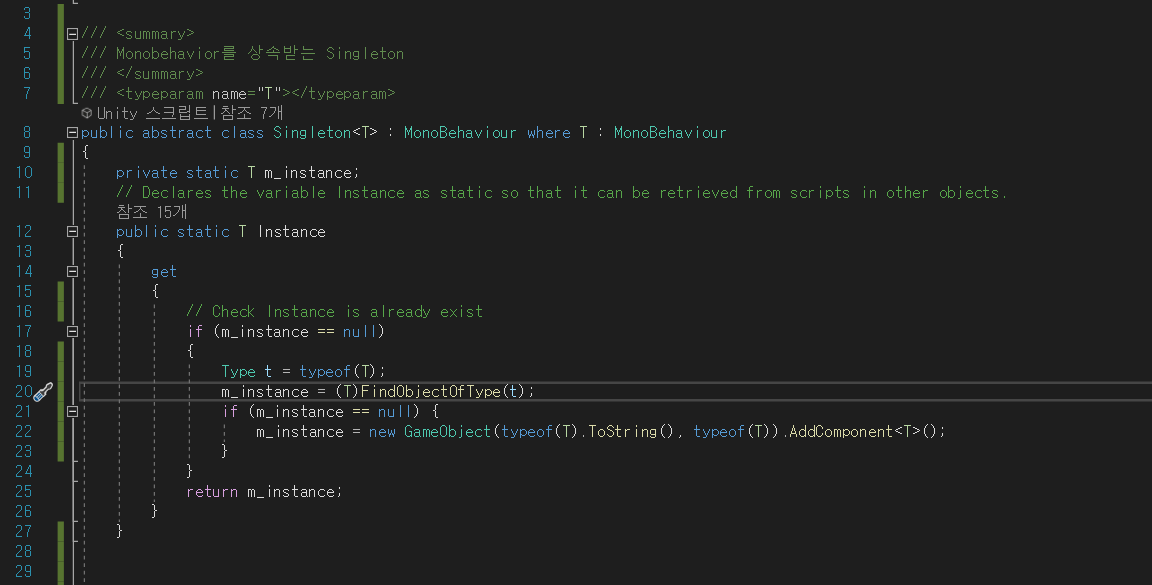 3
4 /// <summary>
5 /// Monobehavior를 상속받는 Singleton
6 /// </summary>
7 /// <typeparam name="T"></typeparam>
Unity 스크립트|참조 7개
8 public abstract class Singleton<T> : MonoBehaviour where T : MonoBehaviour
9 {
10 private static T m_instance;
11 // Declares the variable Instance as static so that it can be retrieved from scripts in other objects.
참조 15개
12 public static T Instance
13 {
14 get
15 {
16 // Check Instance is already exist
17 if (m_instance == null)
18 {
19 Type t = typeof(T);
20 m_instance = (T)FindObjectOfType(t);
21 if (m_instance == null) {
22 m_instance = new GameObject(typeof(T).ToString(), typeof(T)).AddComponent<T>();
23 }
24 }
25 return m_instance;
26 }
27 }
28
29